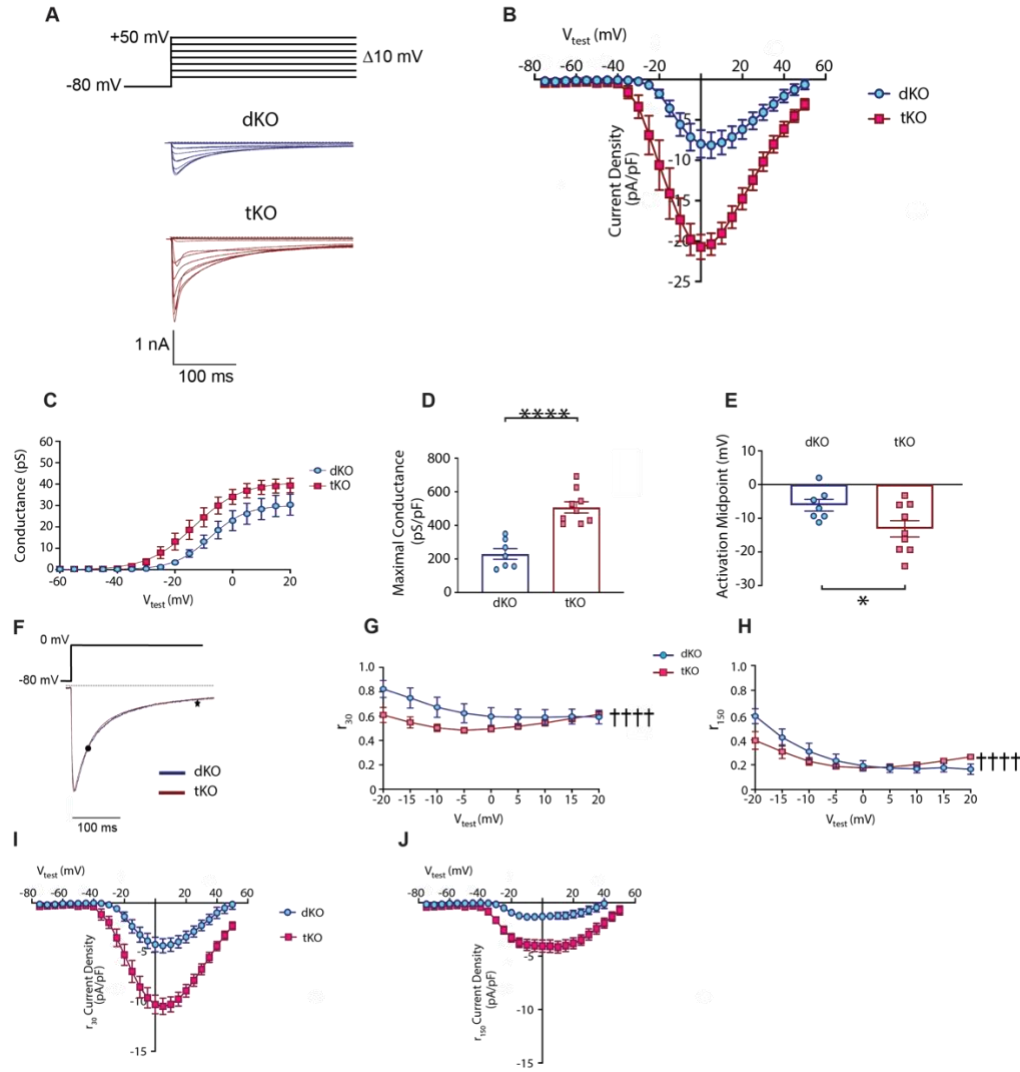 A
+50 mV
Δ10 mV
-80 mV
dKO
tKO
1 nA
100 ms
B
V_test (mV)
-80 -60 -40 -20 20 40 60
-5
-10
-15
-20
-25
Current Density
(pA/pF)
dKO
tKO
C
Conductance (pS)
60
50
40
30
20
10
0
-60 -40 -20 0 20
V_test (mV)
dKO
tKO
D
****
Maximal Conductance
(pS/pF)
800
600
400
200
0
dKO tKO
E
dKO tKO
Activation Midpoint (mV)
10
0
-10
-20
-30
*
F
0 mV
-80 mV
dKO
tKO
100 ms
G
r_30
1.0
0.8
0.6
0.4
0.2
0
-20 -15 -10 -5 0 5 10 15 20
V_test (mV)
dKO
tKO
††††
H
r_150
1.0
0.8
0.6
0.4
0.2
0
-20 -15 -10 -5 0 5 10 15 20
V_test (mV)
††††
I
V_test (mV)
-80 -60 -40 -20 20 40 60
-5
-10
-15
r_30 Current Density
(pA/pF)
dKO
tKO
J
V_test (mV)
-80 -60 -40 -20 20 40 60
-5
-10
-15
r_150 Current Density
(pA/pF)